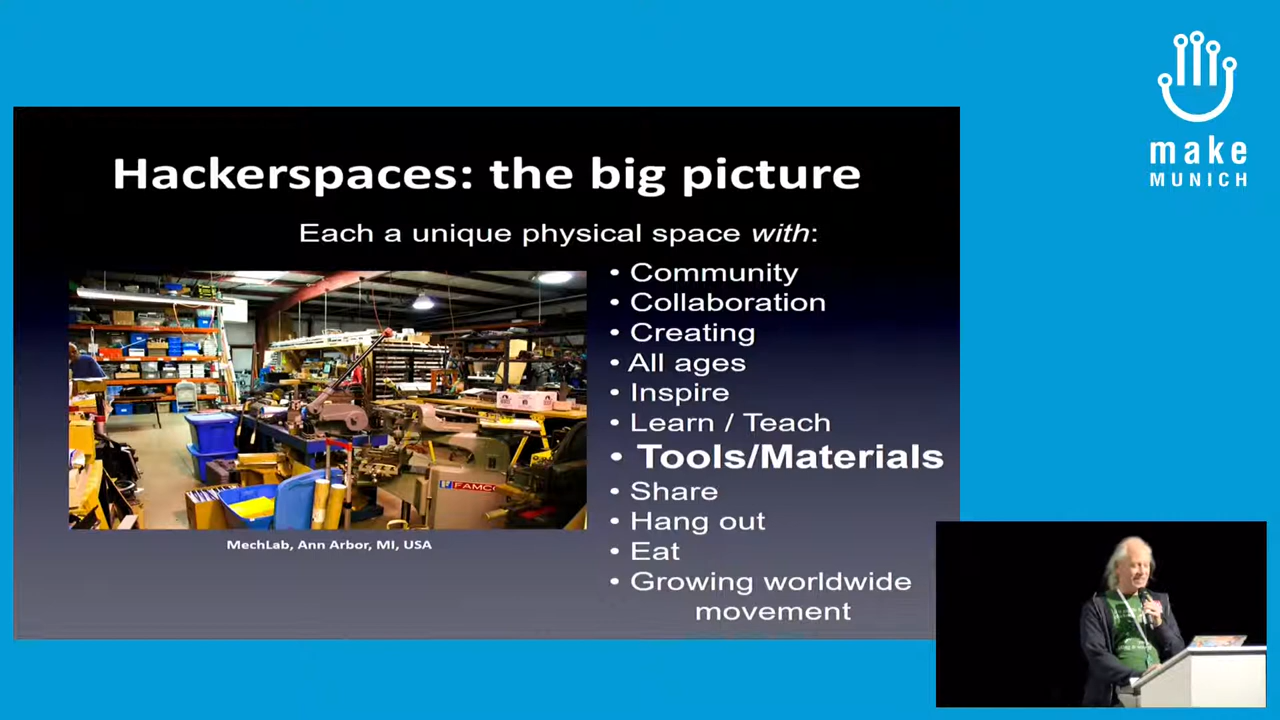 Hackerspaces: the big picture
Each a unique physical space with:
• Community
• Collaboration
• Creating
• All ages
• Inspire
• Learn / Teach
• Tools/Materials
• Share
• Hang out
• Eat
• Growing worldwide
movement
MechLab, Ann Arbor, MI, USA
FAMCO
make
MUNICH